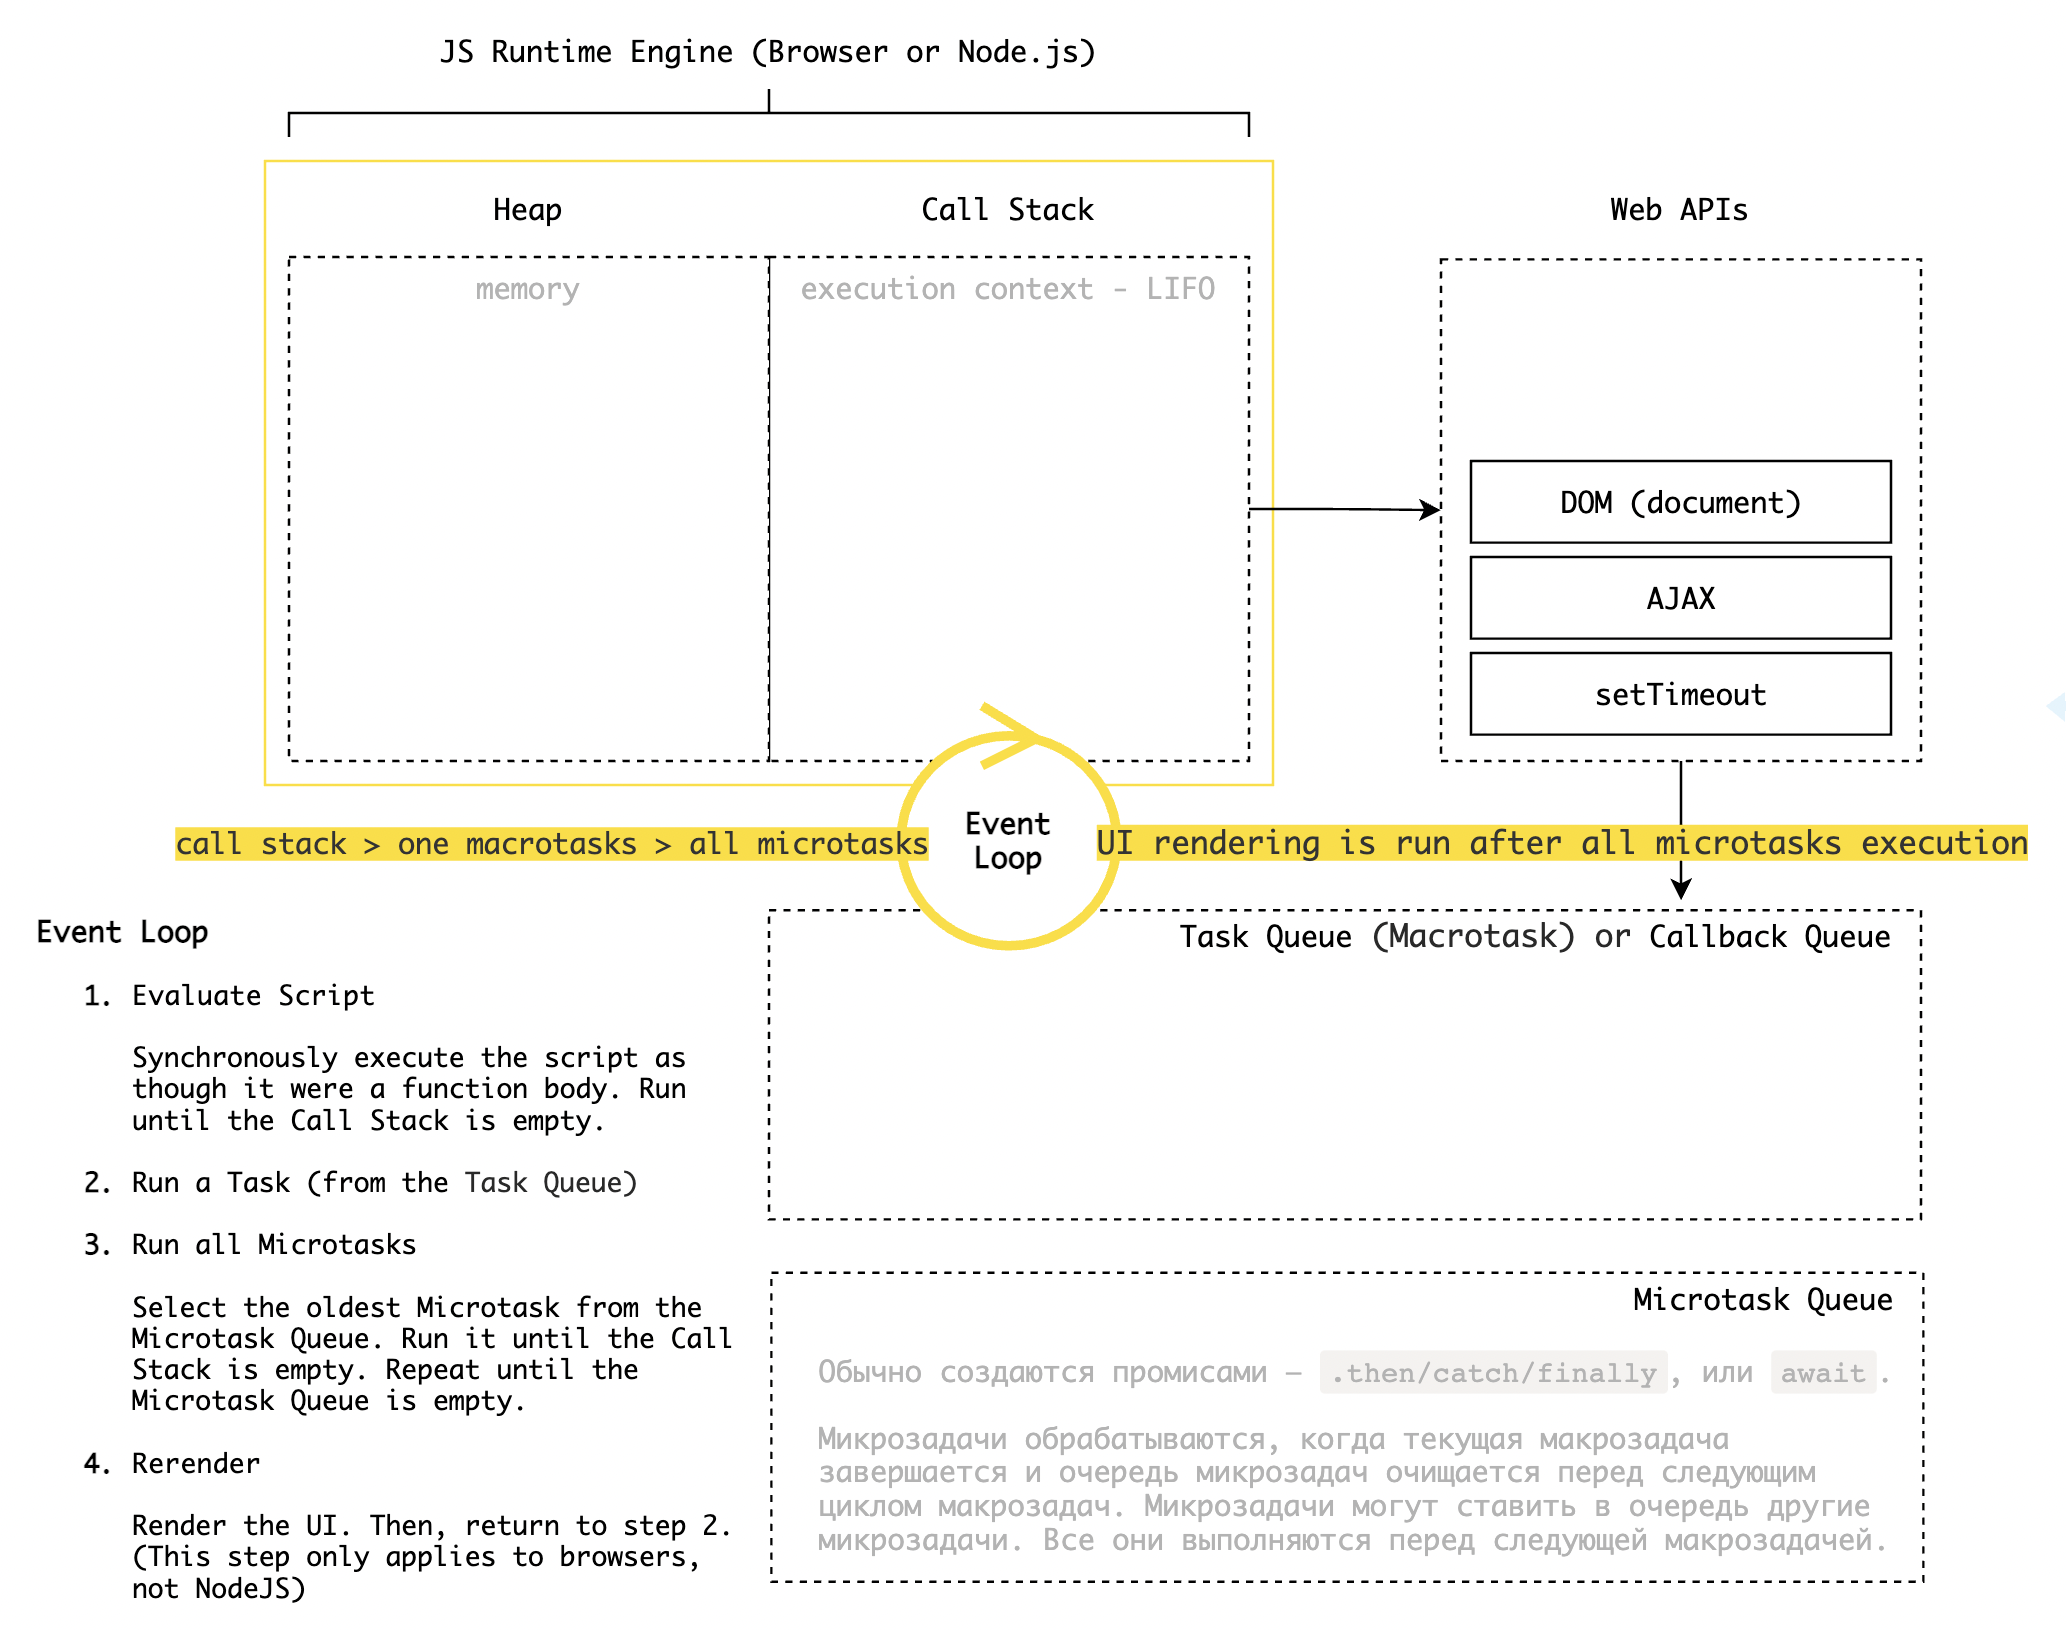 JS Runtime Engine (Browser or Node.js)
Heap
Call Stack
Web APIs
memory
execution context - LIFO
DOM (document)
AJAX
setTimeout
call stack > one macrotasks > all microtasks
Event
Loop
UI rendering is run after all microtasks execution
Event Loop
1. Evaluate Script
Synchronously execute the script as
though it were a function body. Run
until the Call Stack is empty.
2. Run a Task (from the Task Queue)
3. Run all Microtasks
Select the oldest Microtask from the
Microtask Queue. Run it until the Call
Stack is empty. Repeat until the
Microtask Queue is empty.
4. Rerender
Render the UI. Then, return to step 2.
(This step only applies to browsers,
not NodeJS)
Task Queue (Macrotask) or Callback Queue
Microtask Queue
Обычно создаются промисами — .then/catch/finally, или await.
Микрозадачи обрабатываются, когда текущая макрозадача
завершается и очередь микрозадач очищается перед следующим
циклом макрозадач. Микрозадачи могут ставить в очередь другие
микрозадачи. Все они выполняются перед следующей макрозадачей.